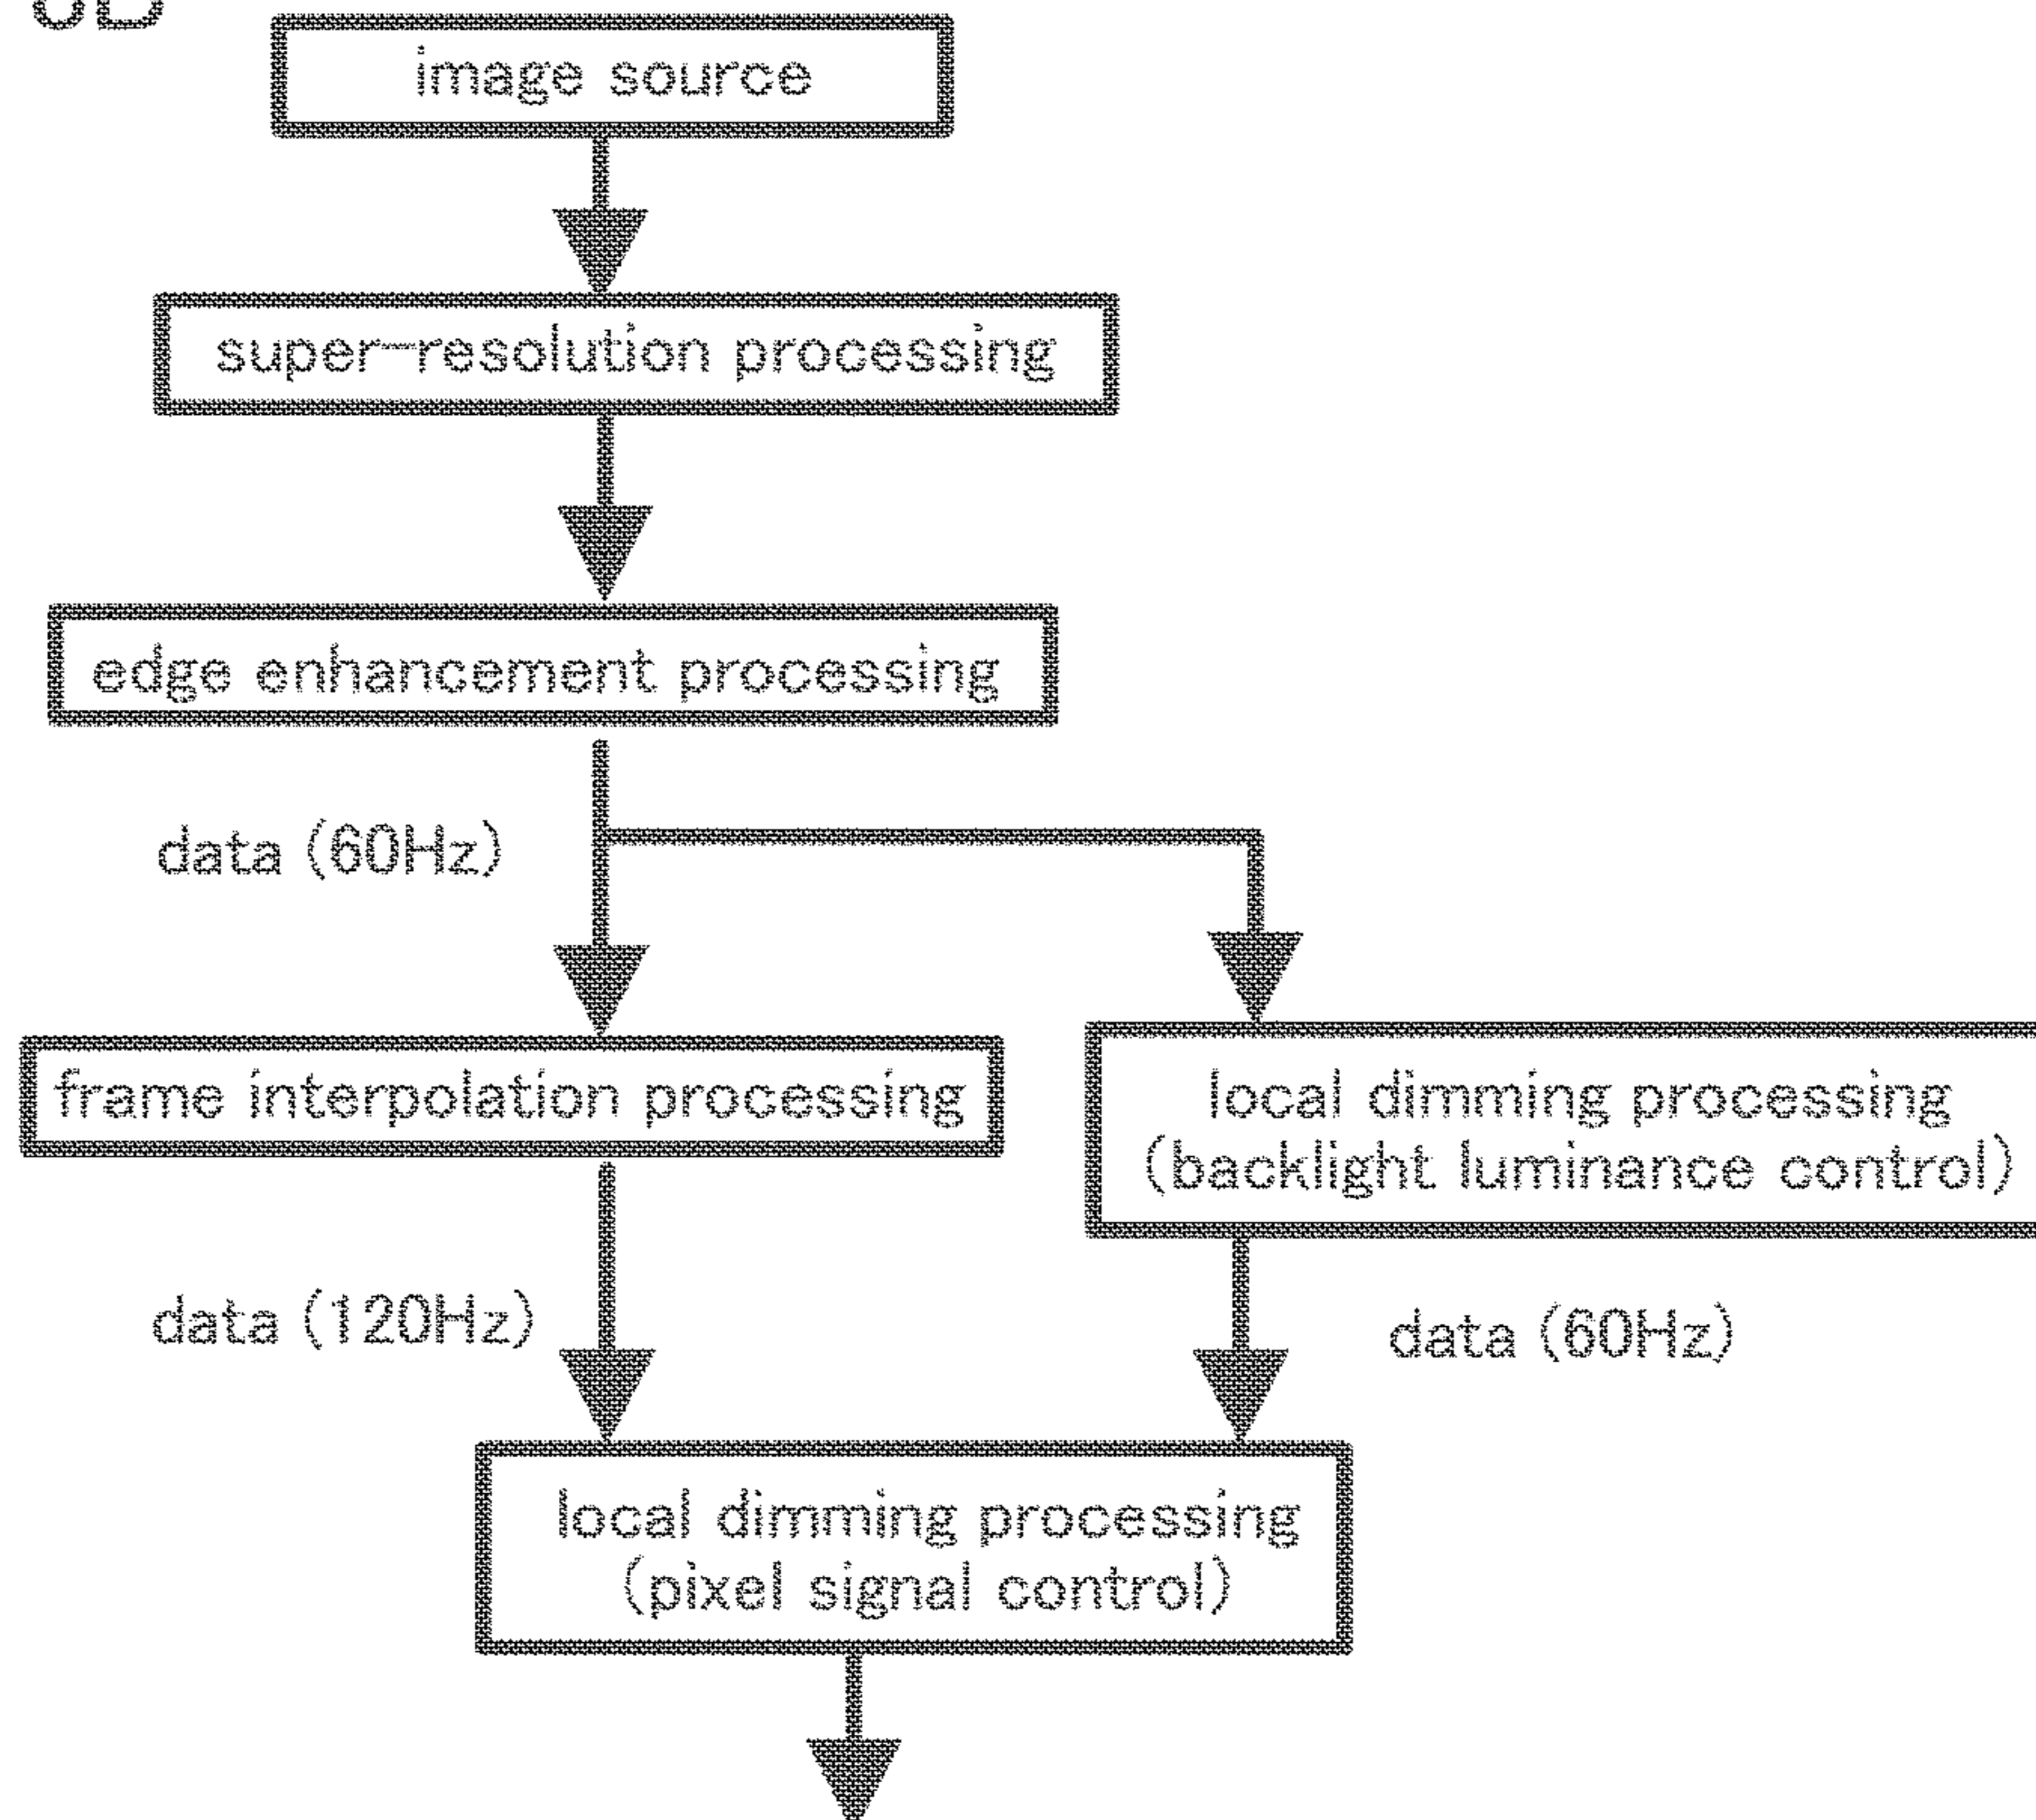 image source
super-resolution processing
edge enhancement processing
data (60Hz)
frame interpolation processing
local dimming processing
(backlight luminance control)
data (120Hz)
data (60Hz)
local dimming processing
(pixel signal control)